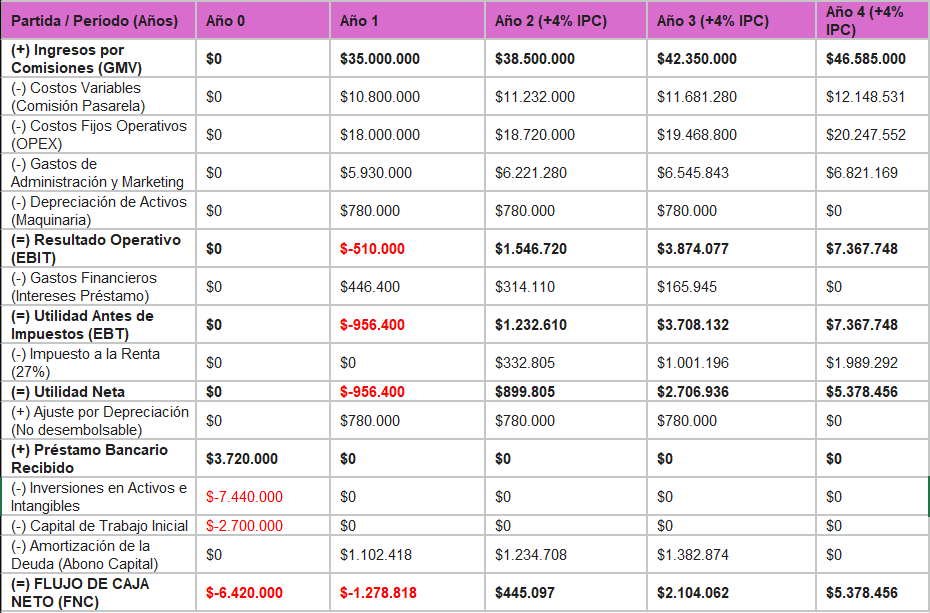 Partida / Período (Años) Año 0 Año 1 Año 2 (+4% IPC) Año 3 (+4% IPC) Año 4 (+4% IPC)
(+) Ingresos por Comisiones (GMV) $0 $35.000.000 $38.500.000 $42.350.000 $46.585.000
(-) Costos Variables (Comisión Pasarela) $0 $10.800.000 $11.232.000 $11.681.280 $12.148.531
(-) Costos Fijos Operativos (OPEX) $0 $18.000.000 $18.720.000 $19.468.800 $20.247.552
(-) Gastos de Administración y Marketing $0 $5.930.000 $6.221.280 $6.545.843 $6.821.169
(-) Depreciación de Activos (Maquinaria) $0 $780.000 $780.000 $780.000 $0
(=) Resultado Operativo (EBIT) $0 $-510.000 $1.546.720 $3.874.077 $7.367.748
(-) Gastos Financieros (Intereses Préstamo) $0 $446.400 $314.110 $165.945 $0
(=) Utilidad Antes de Impuestos (EBT) $0 $-956.400 $1.232.610 $3.708.132 $7.367.748
(-) Impuesto a la Renta (27%) $0 $0 $332.805 $1.001.196 $1.989.292
(=) Utilidad Neta $0 $-956.400 $899.805 $2.706.936 $5.378.456
(+) Ajuste por Depreciación (No desembolsable) $0 $780.000 $780.000 $780.000 $0
(+) Préstamo Bancario Recibido $3.720.000 $0 $0 $0 $0
(-) Inversiones en Activos e Intangibles $-7.440.000 $0 $0 $0 $0
(-) Capital de Trabajo Inicial $-2.700.000 $0 $0 $0 $0
(-) Amortización de la Deuda (Abono Capital) $0 $1.102.418 $1.234.708 $1.382.874 $0
(=) FLUJO DE CAJA NETO (FNC) $-6.420.000 $-1.278.818 $445.097 $2.104.062 $5.378.456